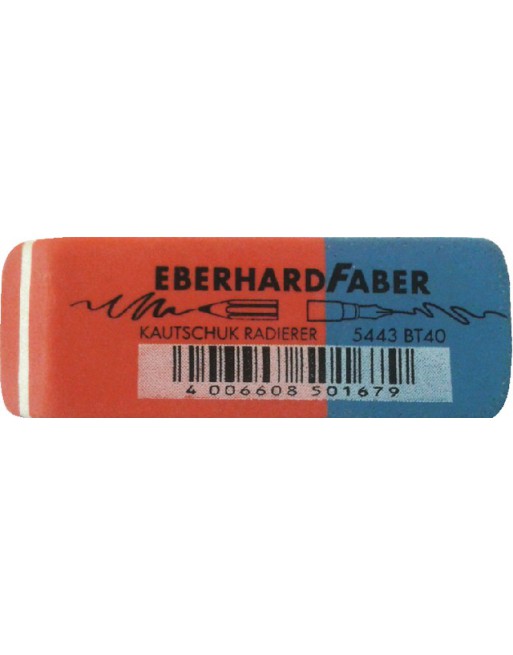 EBERHARDFABER
KAUTSCHUK RADIERER 5443 BT40
4 006608 501679